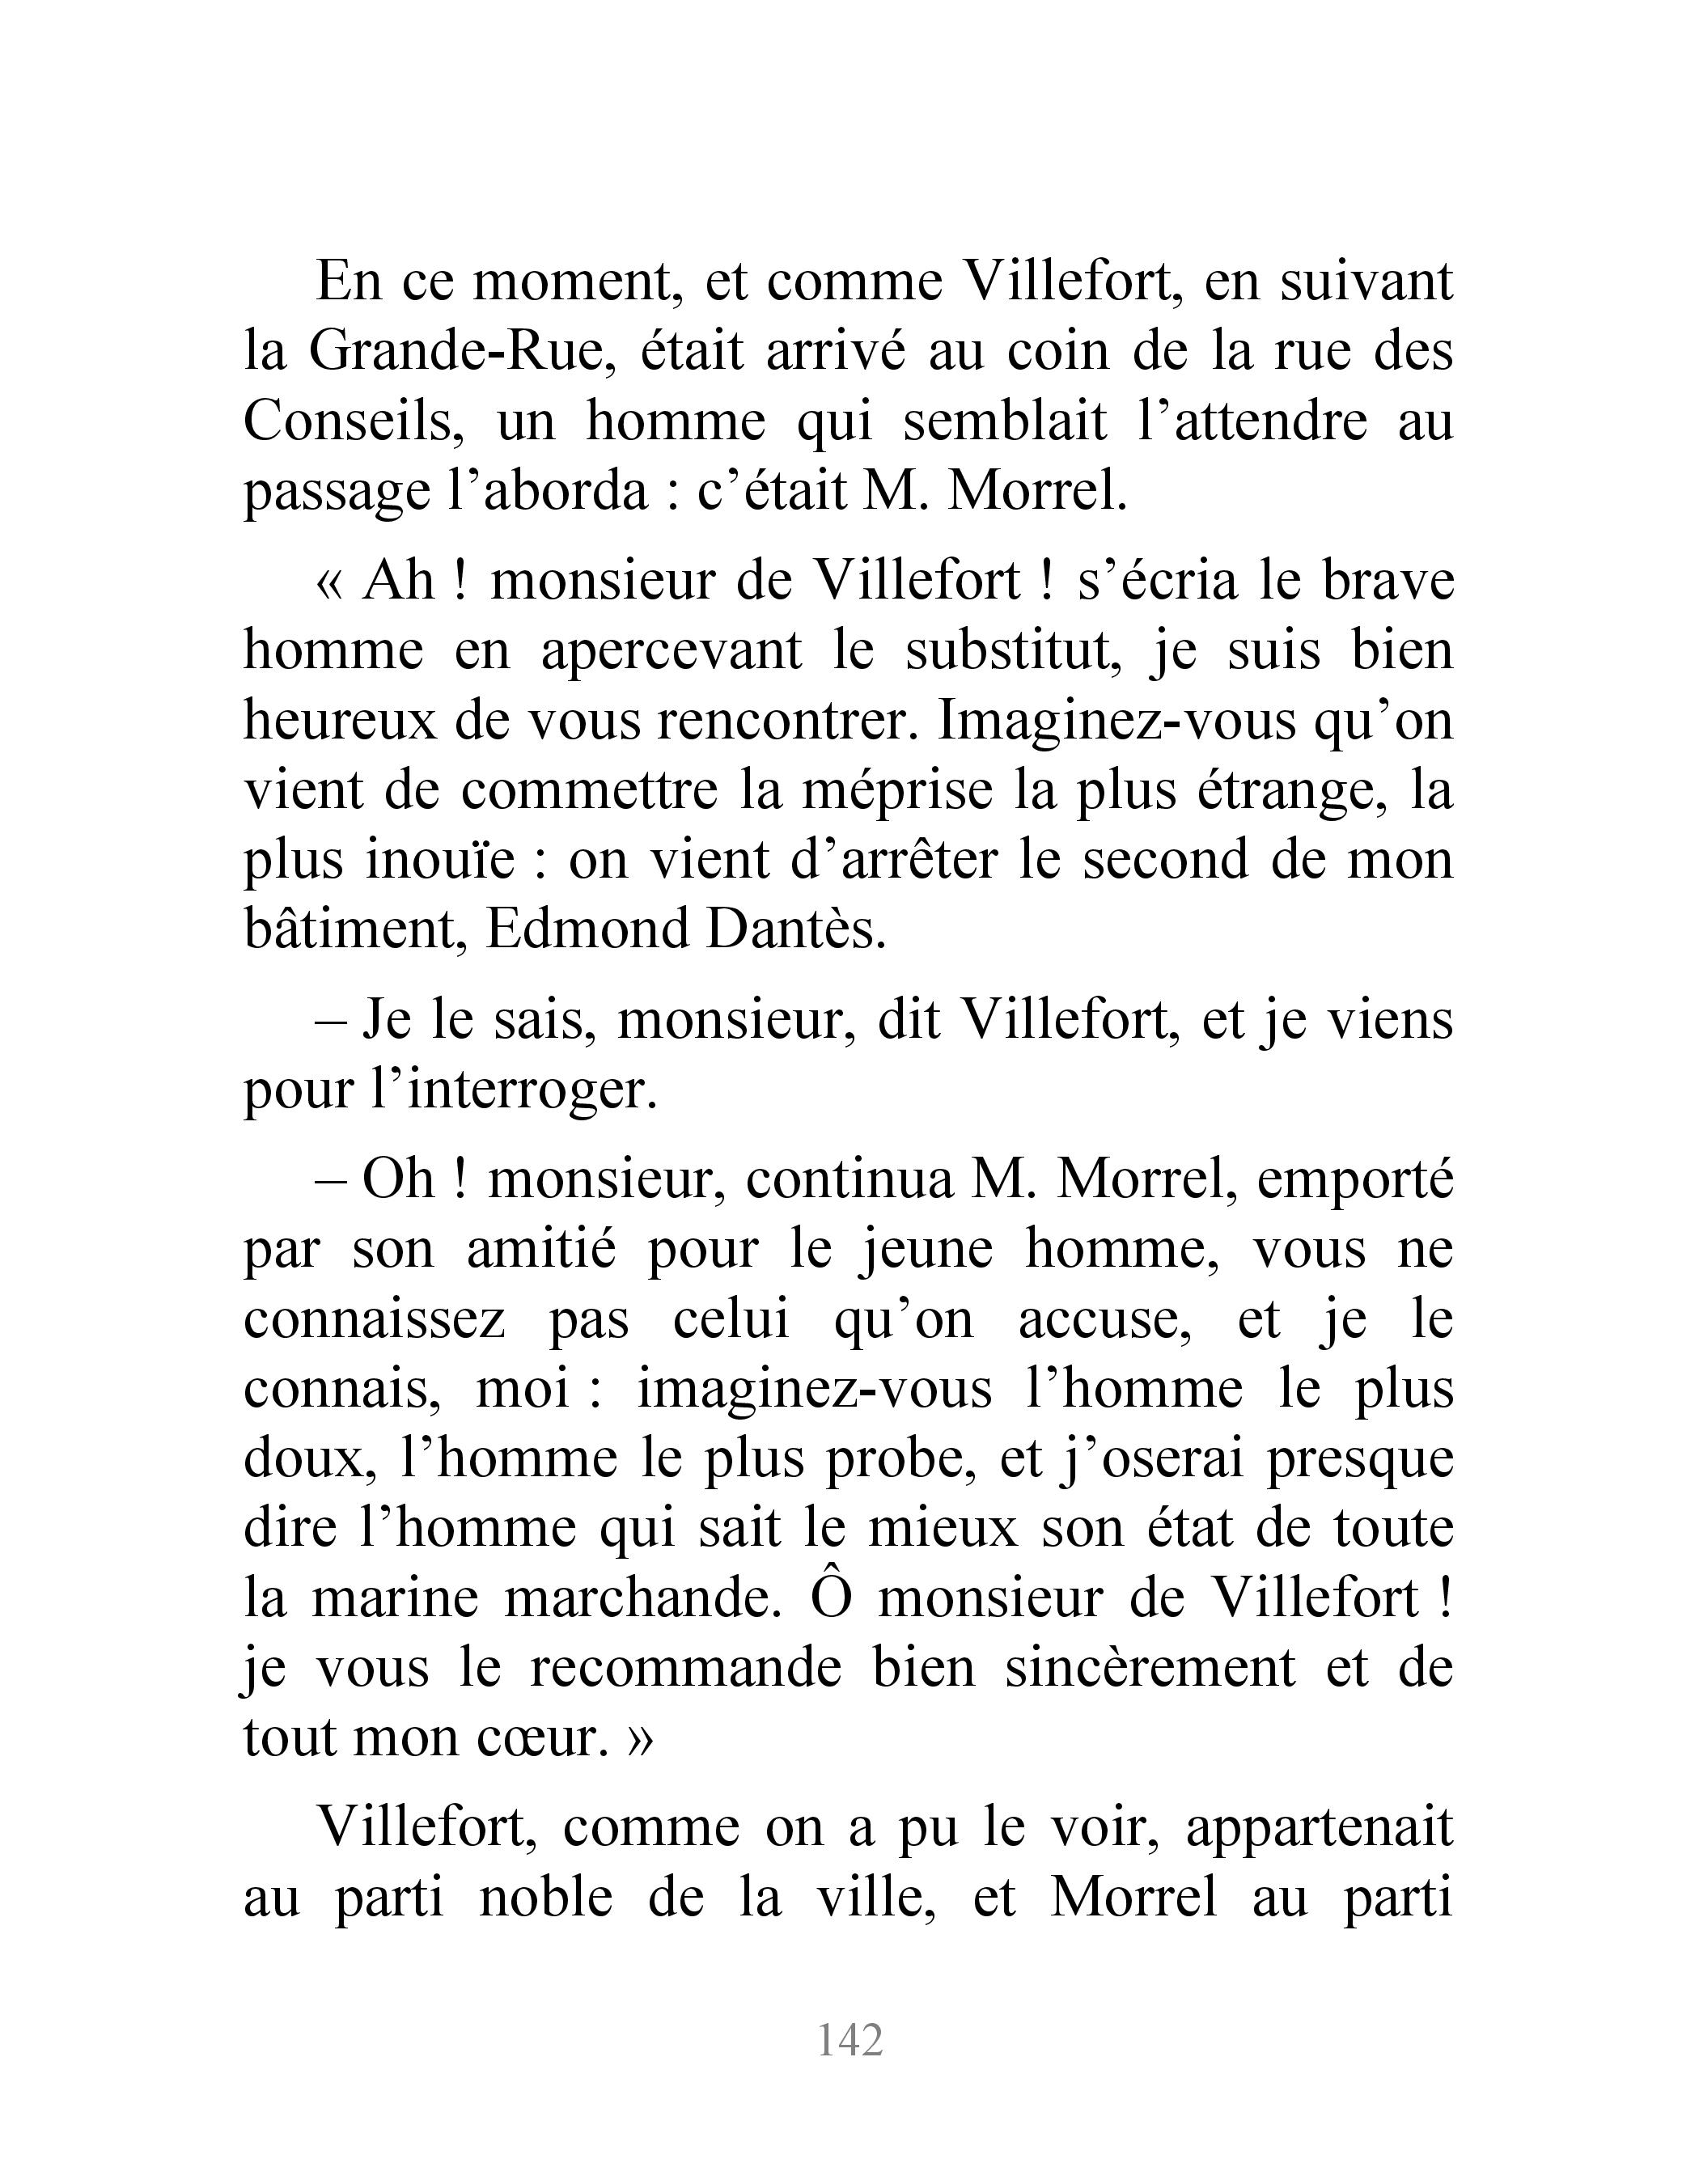 En ce moment, et comme Villefort, en suivant
la Grande-Rue, était arrivé au coin de la rue des
Conseils, un homme qui semblait l’attendre au
passage l’aborda : c’était M. Morrel.
« Ah ! monsieur de Villefort ! s’écria le brave
homme en apercevant le substitut, je suis bien
heureux de vous rencontrer. Imaginez-vous qu’on
vient de commettre la méprise la plus étrange, la
plus inouïe : on vient d’arrêter le second de mon
bâtiment, Edmond Dantès.
– Je le sais, monsieur, dit Villefort, et je viens
pour l’interroger.
– Oh ! monsieur, continua M. Morrel, emporté
par son amitié pour le jeune homme, vous ne
connaissez pas celui qu’on accuse, et je le
connais, moi : imaginez-vous l’homme le plus
doux, l’homme le plus probe, et j’oserai presque
dire l’homme qui sait le mieux son état de toute
la marine marchande. Ô monsieur de Villefort !
je vous le recommande bien sincèrement et de
tout mon cœur. »
Villefort, comme on a pu le voir, appartenait
au parti noble de la ville, et Morrel au parti
142